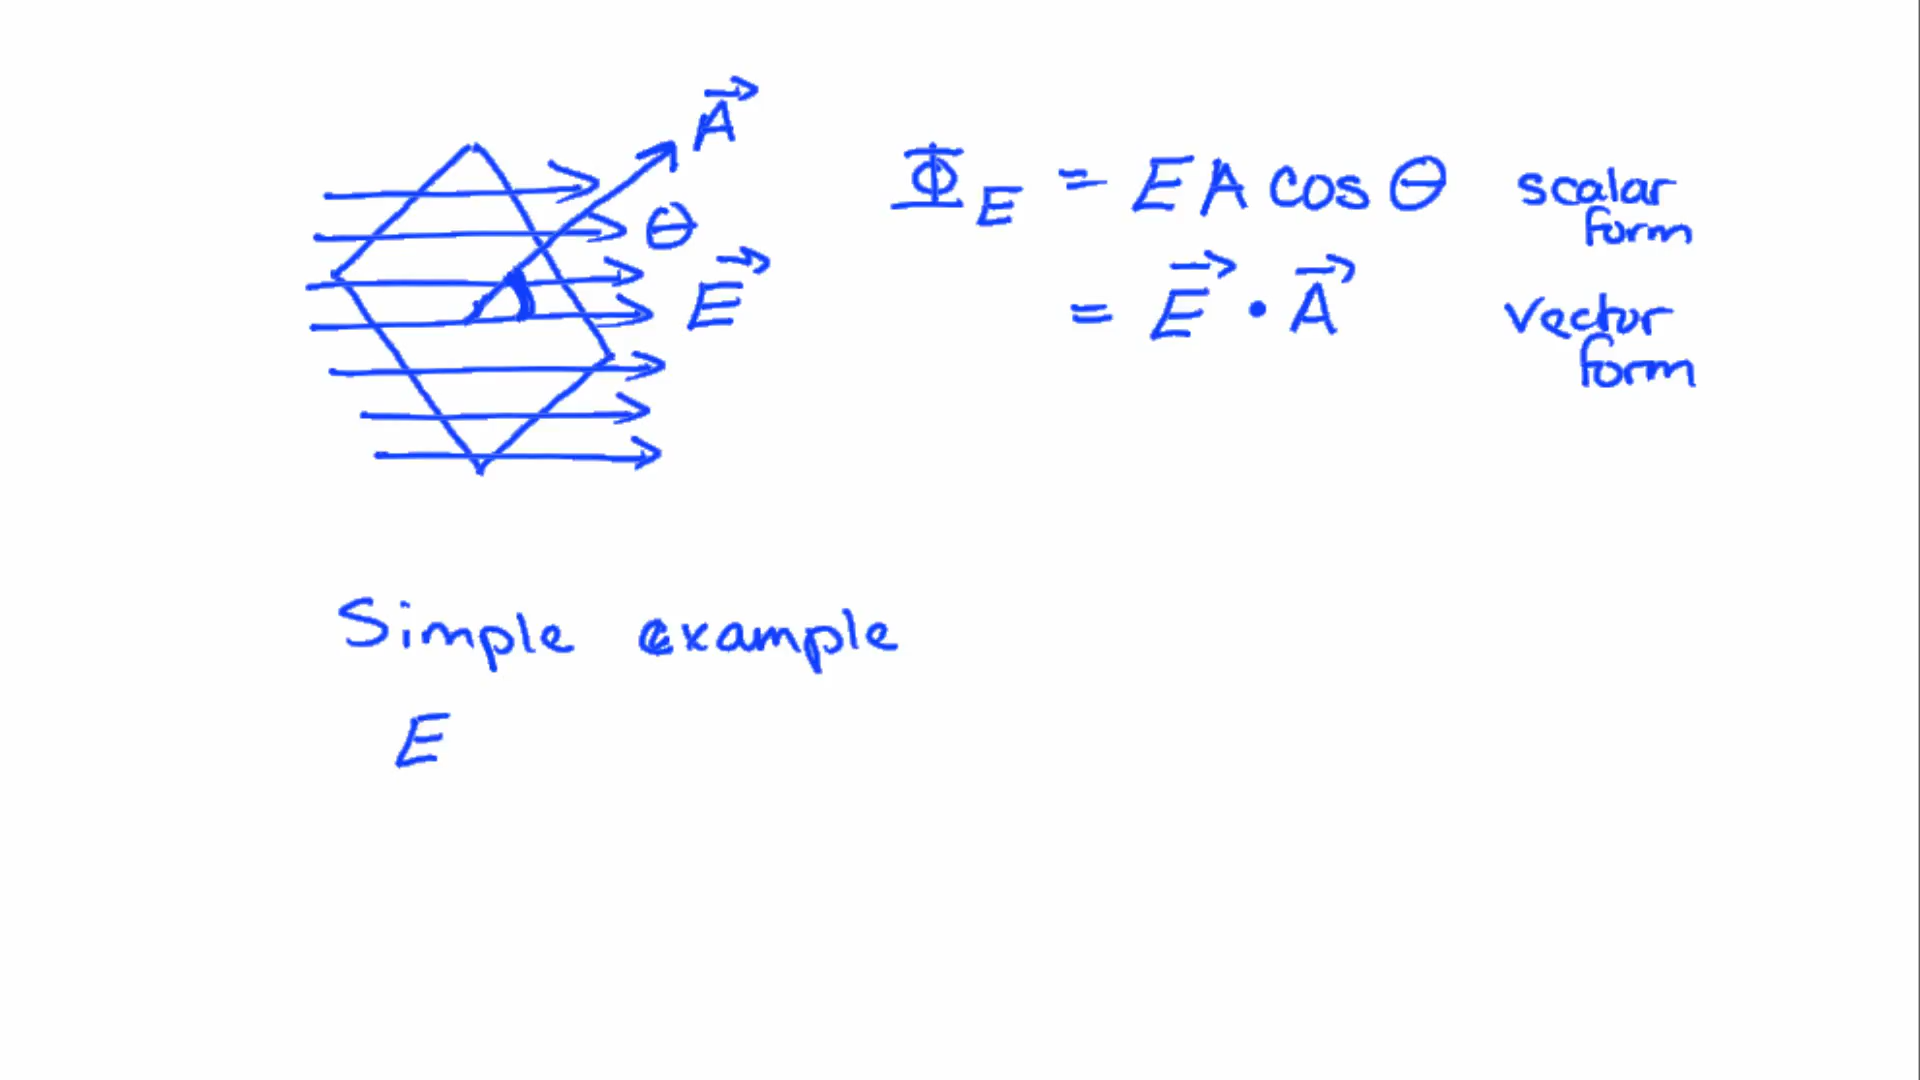 A⃗
θ
E⃗
Φ_E = EA cos θ scalar form
= E⃗ · A⃗ vector form
Simple example
E